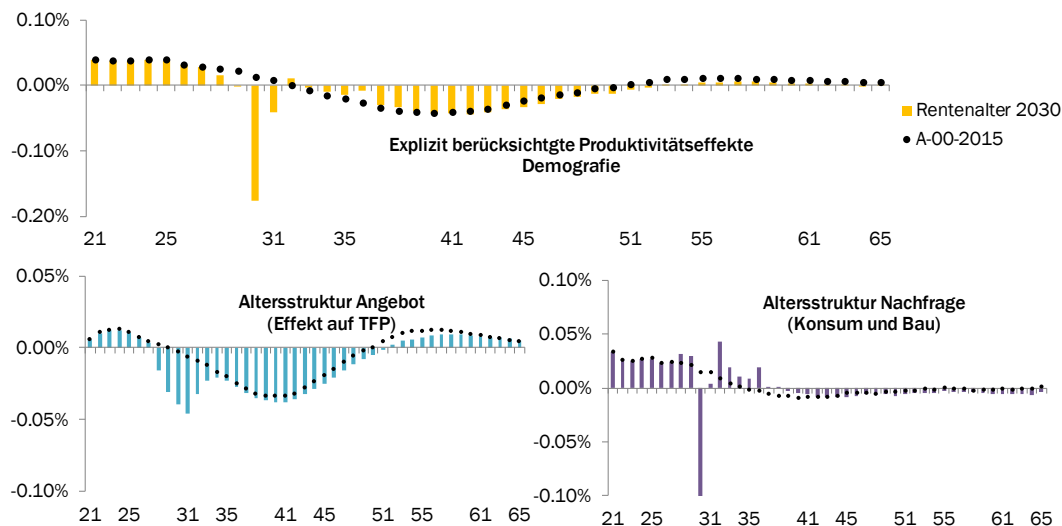 0.10%
0.00%
-0.10%
-0.20%
Explizit berücksichtgte Produktivitätseffekte
Demografie
Rentenalter 2030
A-00-2015
21 25 31 35 41 45 51 55 61 65
0.05%
0.00%
-0.05%
-0.10%
Altersstruktur Angebot
(Effekt auf TFP)
21 25 31 35 41 45 51 55 61 65
0.10%
0.05%
0.00%
-0.05%
-0.10%
Altersstruktur Nachfrage
(Konsum und Bau)
21 25 31 35 41 45 51 55 61 65